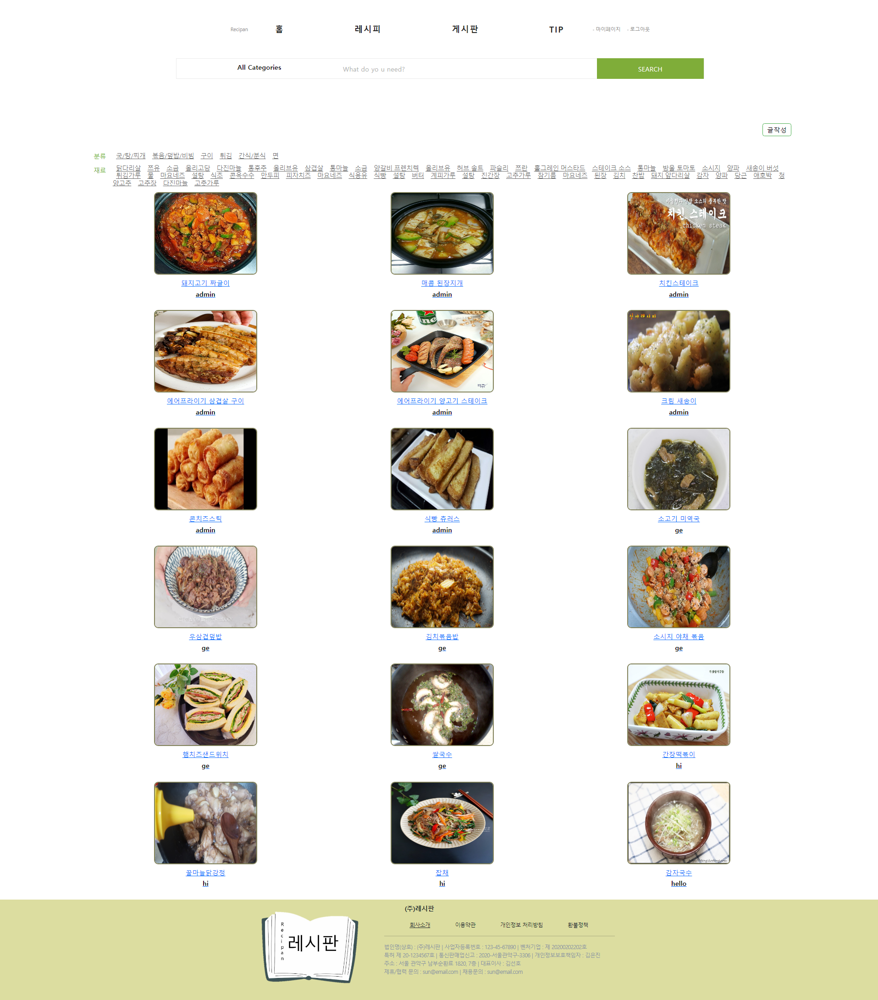 Recipan 홈 레시피 게시판 TIP 마이페이지 로그아웃
All Categories What do yo u need? SEARCH
글작성
분류 국/탕/찌개 볶음/덮밥/비빔 구이 튀김 간식/분식 면
재료 닭다리살 쯔유 소금 올리고당 다진마늘 통후주 올리브유 삼겹살 통마늘 소금 양갈비 프렌치렉 올리브유 허브 솔트 파슬리 쯔란 홀그레인 머스타드 스테이크 소스 통마늘 방울 토마토 소시지 양파 새송이 버섯
튀김가루 물 마요네즈 설탕 식초 콘옥수수 만두피 피자치즈 마요네즈 식용유 식빵 설탕 버터 계피가루 설탕 진간장 고추가루 참기름 마요네즈 된장 김치 찬밥 돼지 앞다리살 감자 양파 당근 애호박 청
양고주 고추장 다진마늘 고춧가루
치킨 스테이크
chicken steak
돼지고기 짜글이 매콤 된장지개 치킨스테이크
admin admin admin
에어프라이기 삼겹살 구이 에어프라이기 양고기 스테이크 크림 새송이
admin admin admin
콘치즈스틱 식빵 츄러스 소고기 미역국
admin admin ge
우삼겹덮밥 김치볶음밥 소시지 야채 볶음
ge ge ge
햄치즈샌드위치 쌀국수 간장떡볶이
ge ge hi
꿀마늘닭강정 잡채 감자국수
hi hi hello
Recipan
레시판
(주)레시판
회사소개 이용약관 개인정보 처리방침 환불정책
법인명(상호) : (주)레시판 | 사업자등록번호 : 123-45-67890 | 벤처기업 : 제 20200202202호
특허 제 20-1234567호 | 통신판매업신고 : 2020-서울관악구-3306 | 개인정보보호책임자 : 김은진
주소 : 서울 관악구 남부순환로 1820, 7층 | 대표이사 : 김선호
제휴/협력 문의 : sun@email.com | 채용문의 : sun@email.com